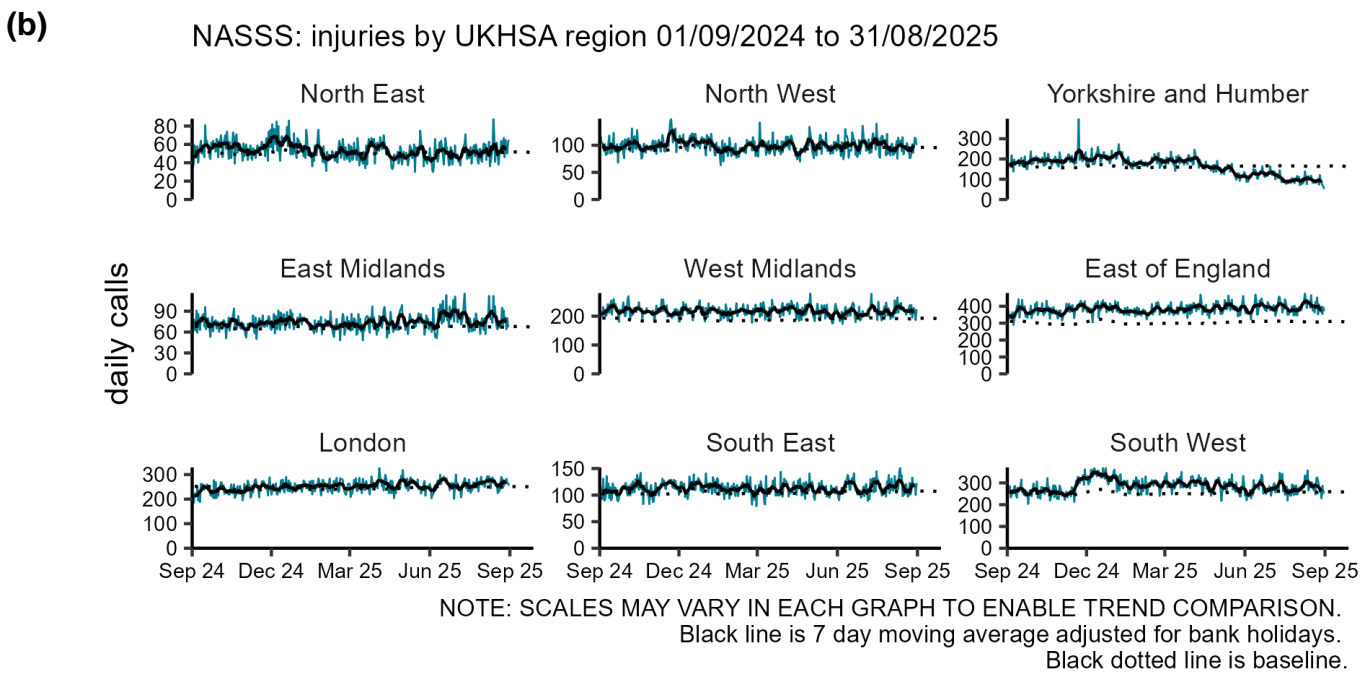 (b)
NASSS: injuries by UKHSA region 01/09/2024 to 31/08/2025
North East
North West
Yorkshire and Humber
80
60
40
20
0
100
50
0
300
200
100
0
daily calls
East Midlands
West Midlands
East of England
90
60
30
0
200
100
0
400
300
200
100
0
London
South East
South West
300
200
100
0
150
100
50
0
300
200
100
0
Sep 24 Dec 24 Mar 25 Jun 25 Sep 25
Sep 24 Dec 24 Mar 25 Jun 25 Sep 25
Sep 24 Dec 24 Mar 25 Jun 25 Sep 25
NOTE: SCALES MAY VARY IN EACH GRAPH TO ENABLE TREND COMPARISON.
Black line is 7 day moving average adjusted for bank holidays.
Black dotted line is baseline.